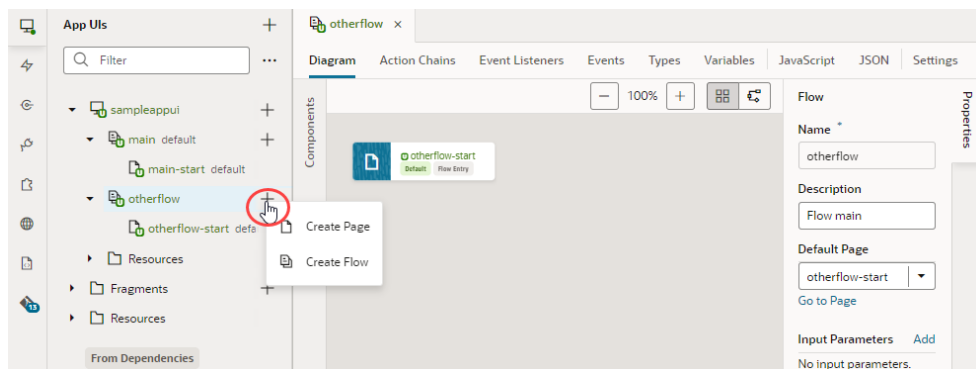 App UIs
Filter
sampleappui
main default
main-start default
otherflow
otherflow-start defa
Resources
Fragments
Resources
From Dependencies
13
Create Page
Create Flow
otherflow
Diagram Action Chains Event Listeners Events Types Variables JavaScript JSON Settings
100%
Components
otherflow-start
Default Flow Entry
Flow
Name *
otherflow
Description
Flow main
Default Page
otherflow-start
Go to Page
Input Parameters Add
No input parameters.
Properties